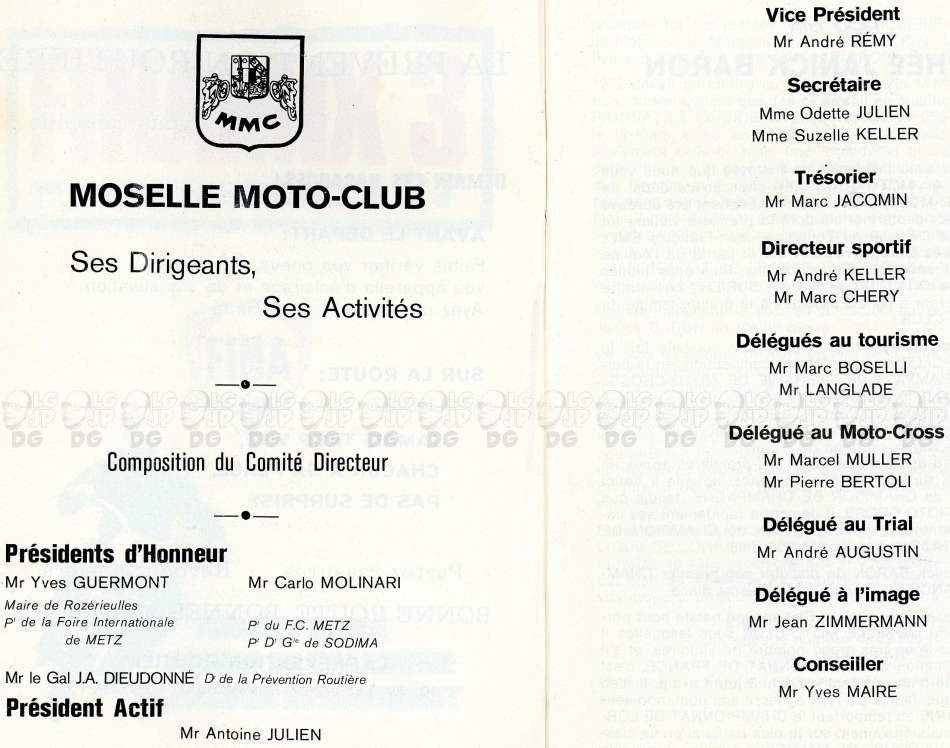 MMC
MOSELLE MOTO-CLUB
Ses Dirigeants,
Ses Activités
Composition du Comité Directeur
Présidents d'Honneur
Mr Yves GUERMONT
Maire de Rozérieulles
Pt de la Foire Internationale
de METZ
Mr Carlo MOLINARI
Pt du F.C. METZ
Pt Dr Gle de SODIMA
Mr le Gal J.A. DIEUDONNÉ Dr de la Prévention Routière
Président Actif
Mr Antoine JULIEN
Vice Président
Mr André RÉMY
Secrétaire
Mme Odette JULIEN
Mme Suzelle KELLER
Trésorier
Mr Marc JACQMIN
Directeur sportif
Mr André KELLER
Mr Marc CHERY
Délégués au tourisme
Mr Marc BOSELLI
Mr LANGLADE
Délégué au Moto-Cross
Mr Marcel MULLER
Mr Pierre BERTOLI
Délégué au Trial
Mr André AUGUSTIN
Délégué à l'image
Mr Jean ZIMMERMANN
Conseiller
Mr Yves MAIRE